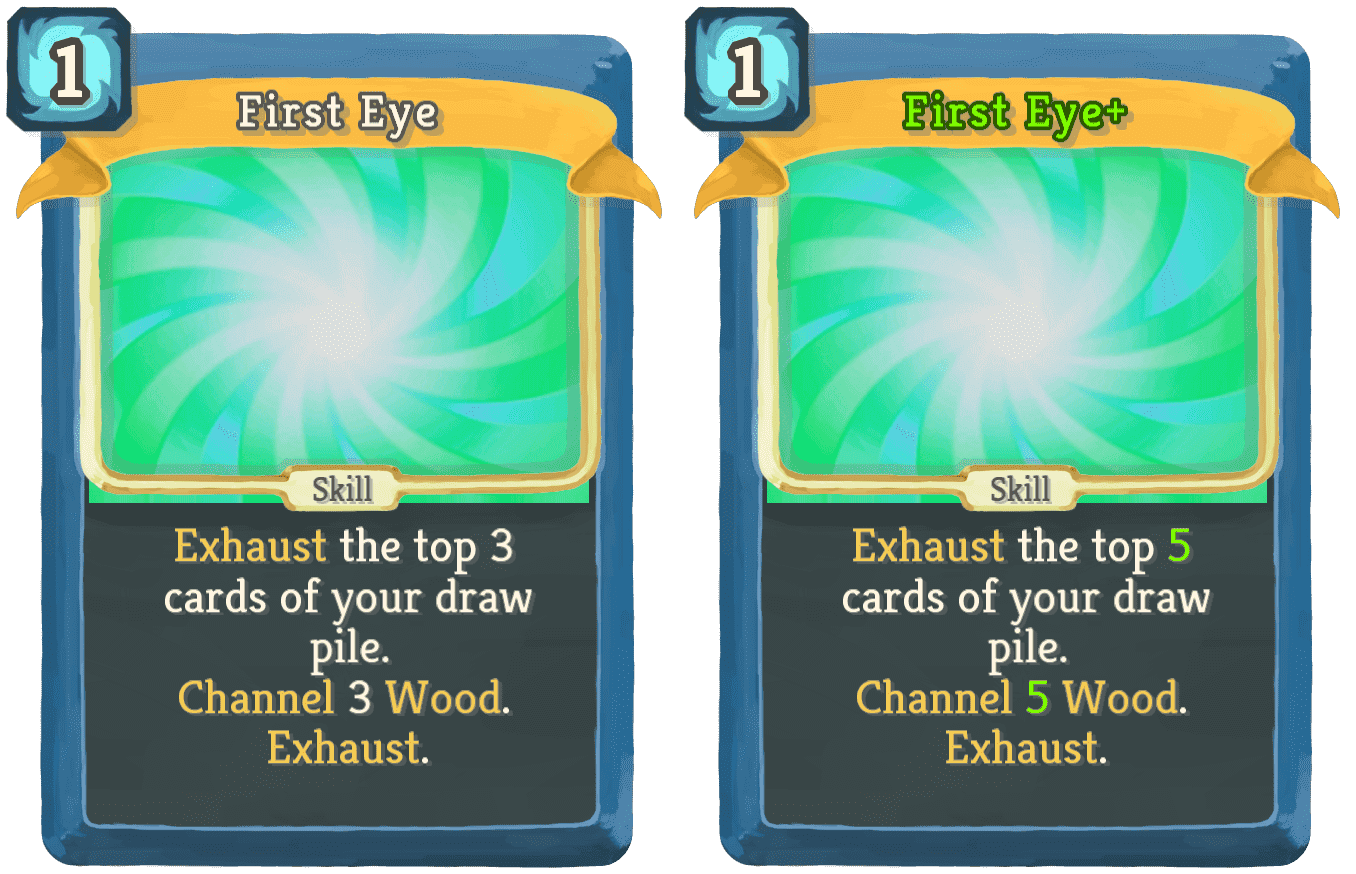 1
First Eye
Skill
Exhaust the top 3
cards of your draw
pile.
Channel 3 Wood.
Exhaust.
1
First Eye+
Skill
Exhaust the top 5
cards of your draw
pile.
Channel 5 Wood.
Exhaust.